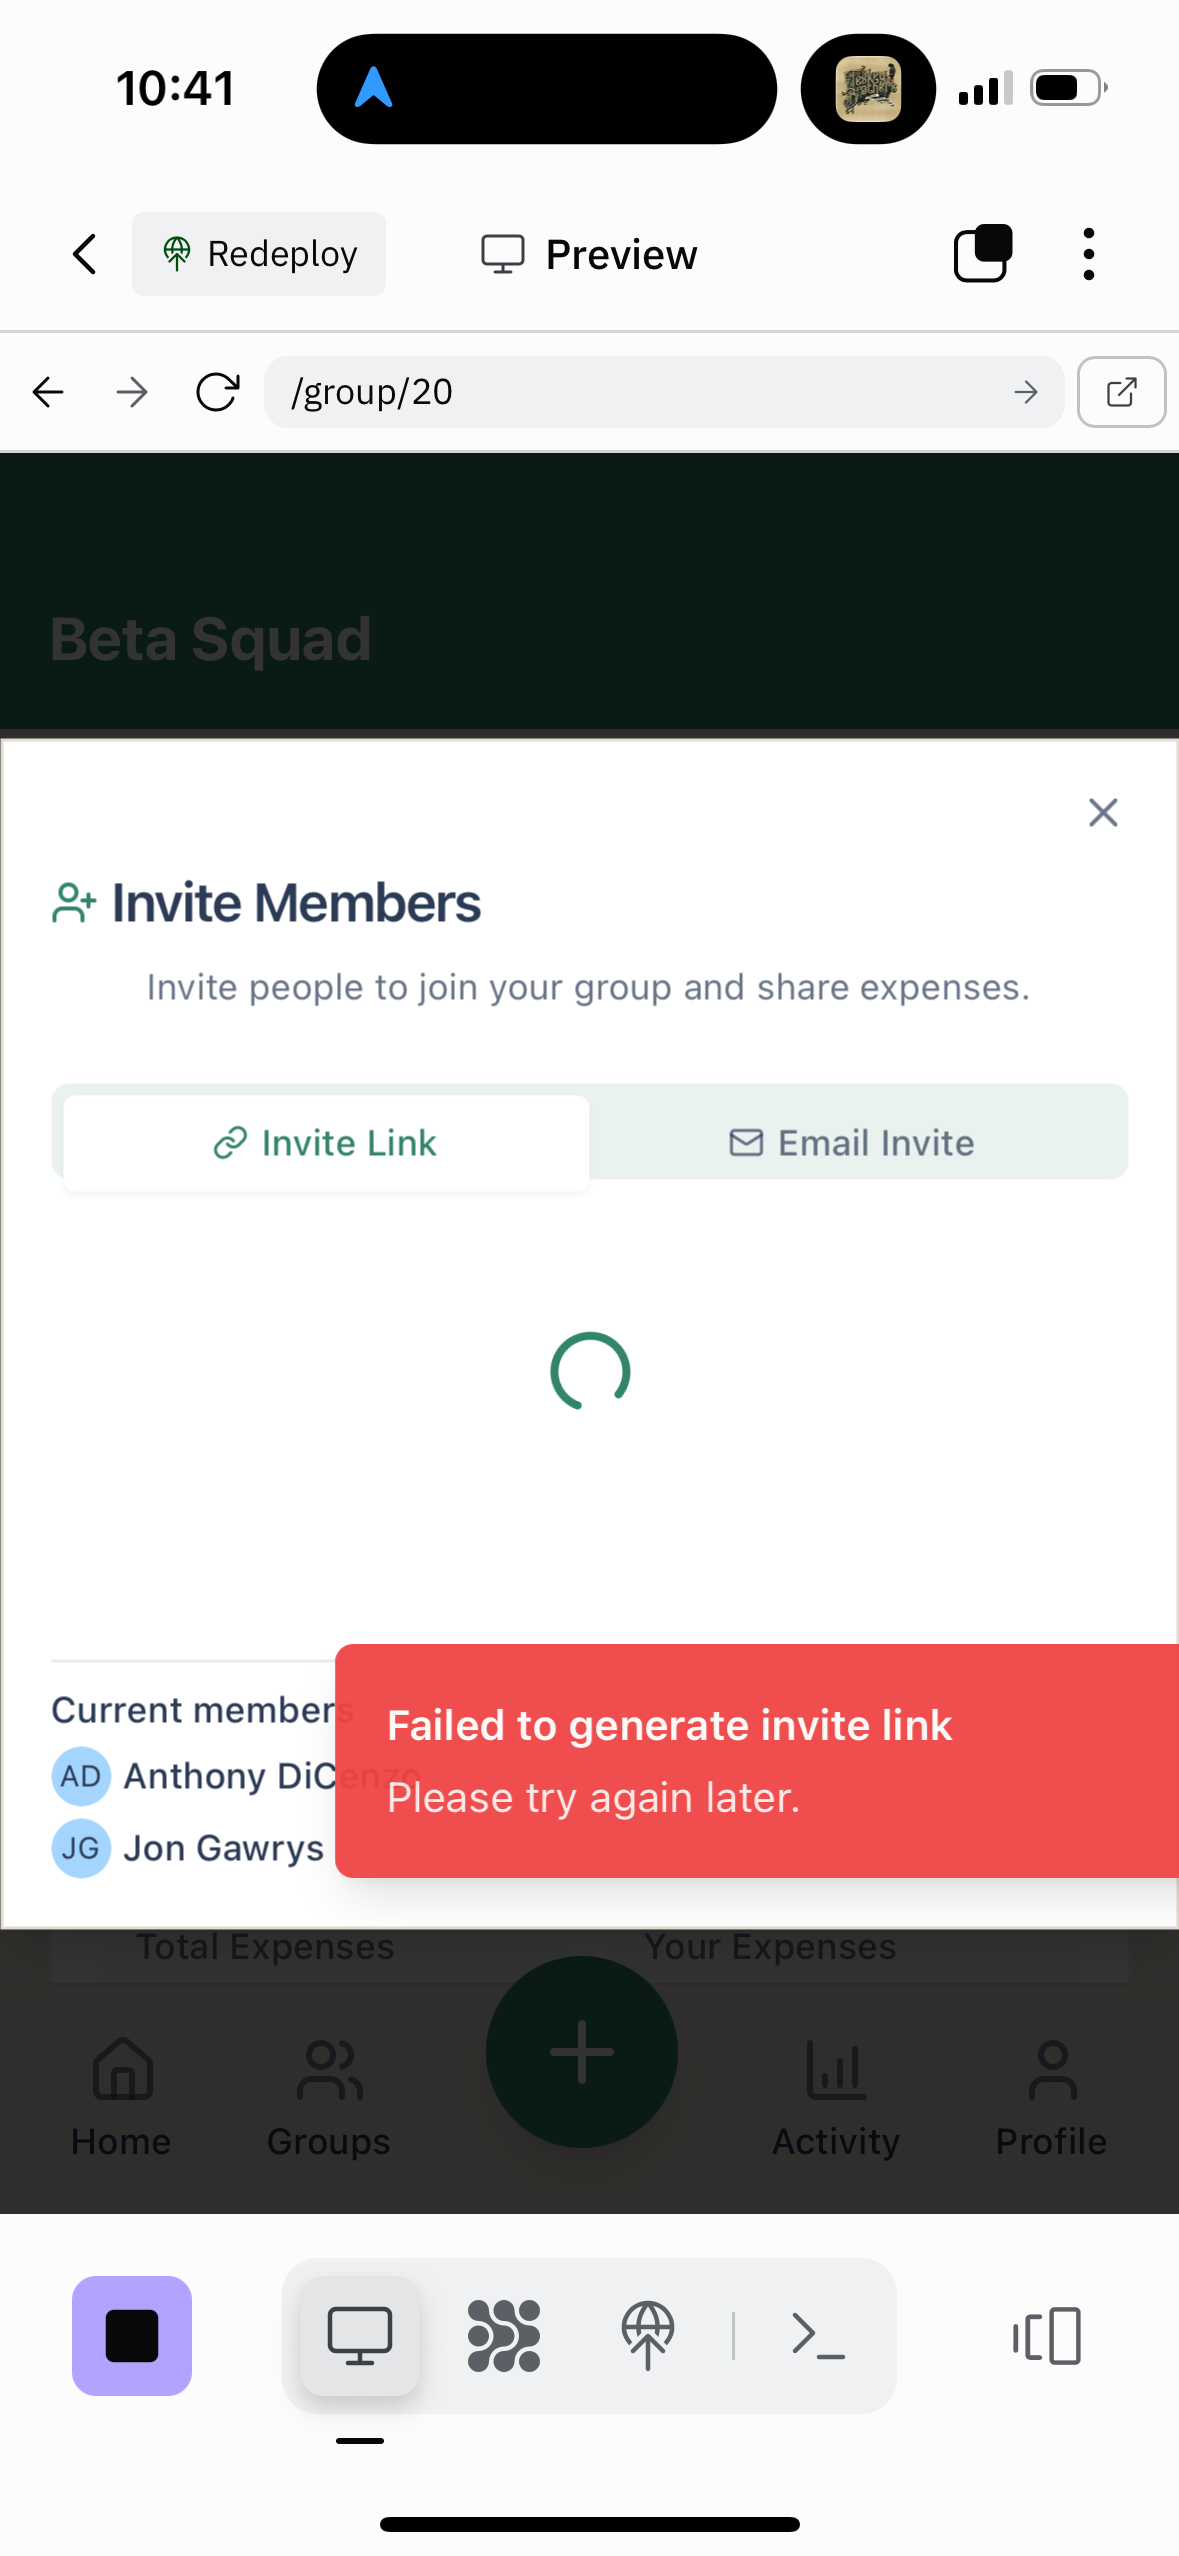 10:41
Redeploy
Preview
/group/20
Beta Squad
Invite Members
Invite people to join your group and share expenses.
Invite Link
Email Invite
Failed to generate invite link
Please try again later.
Current members
AD Anthony DiCenzo
JG Jon Gawrys
Total Expenses
Your Expenses
Home
Groups
Activity
Profile